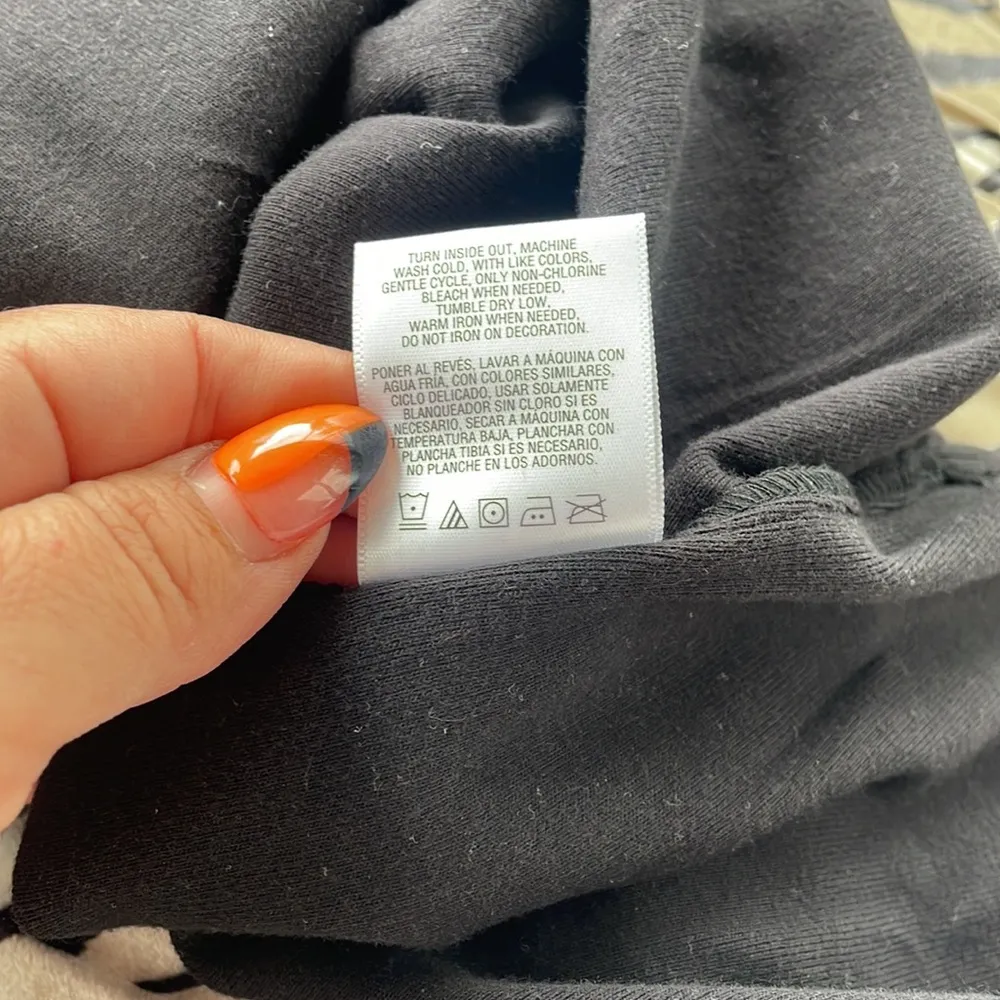 TURN INSIDE OUT, MACHINE
WASH COLD, WITH LIKE COLORS,
GENTLE CYCLE, ONLY NON-CHLORINE
BLEACH WHEN NEEDED,
TUMBLE DRY LOW,
WARM IRON WHEN NEEDED,
DO NOT IRON ON DECORATION.
PONER AL REVÉS, LAVAR A MÁQUINA CON
AGUA FRÍA, CON COLORES SIMILARES,
CICLO DELICADO, USAR SOLAMENTE
BLANQUEADOR SIN CLORO SI ES
NECESARIO, SECAR A MÁQUINA CON
TEMPERATURA BAJA, PLANCHAR CON
PLANCHA TIBIA SI ES NECESARIO,
NO PLANCHE EN LOS ADORNOS.